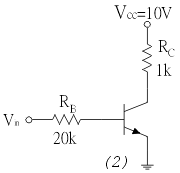 Vcc=10V
RC
1k
RB
Vin
20k
(2)